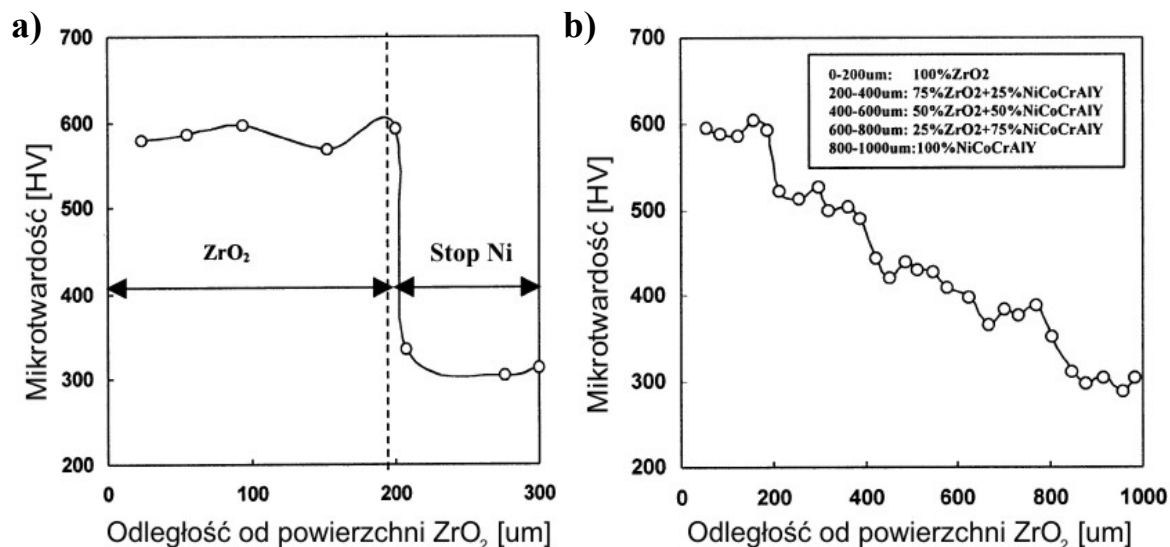 a)
700
600
500
400
300
200
Mikrotwardość [HV]
ZrO₂
Stop Ni
0
100
200
300
Odległość od powierzchni ZrO₂ [um]
b)
700
600
500
400
300
200
Mikrotwardość [HV]
0-200um: 100%ZrO2
200-400um: 75%ZrO2+25%NiCoCrAlY
400-600um: 50%ZrO2+50%NiCoCrAlY
600-800um: 25%ZrO2+75%NiCoCrAlY
800-1000um:100%NiCoCrAlY
0
200
400
600
800
1000
Odległość od powierzchni ZrO₂ [um]